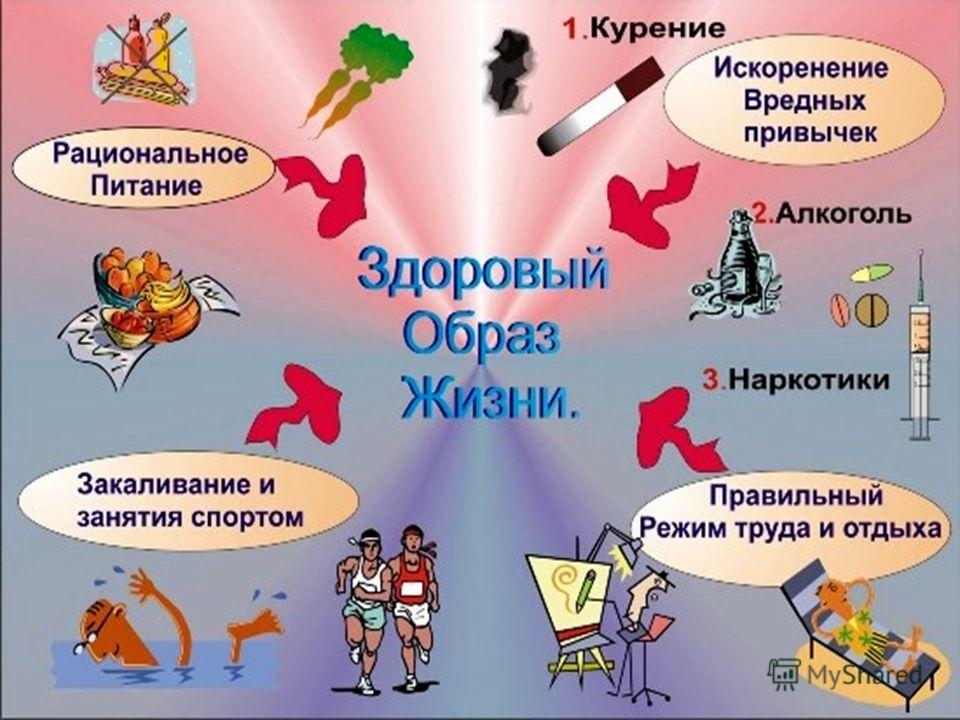 1.Курение
Искоренение
Вредных
привычек
Рациональное
Питание
2.Алкоголь
Здоровый
Образ
Жизни.
3.Наркотики
Закаливание и
занятия спортом
Правильный
Режим труда и отдыха
MyShared